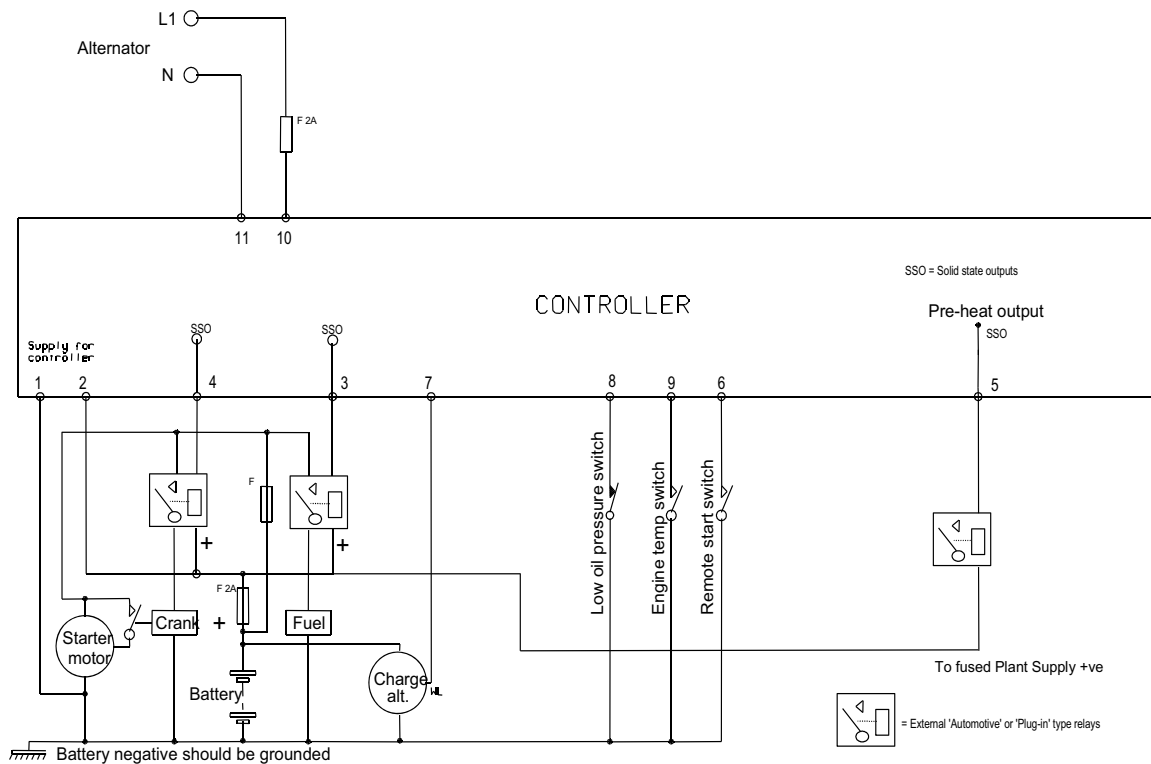 L1
Alternator
N
F 2A
11
10
SSO = Solid state outputs
CONTROLLER
Pre-heat output
SSO
SSO
SSO
Supply for
controller
1
2
4
3
7
8
9
6
5
Low oil pressure switch
Engine temp switch
Remote start switch
F
+
+
F 2A
Crank
+
Fuel
Starter
motor
Charge
alt.
WL
Battery
To fused Plant Supply +ve
= External 'Automotive' or 'Plug-in' type relays
Battery negative should be grounded